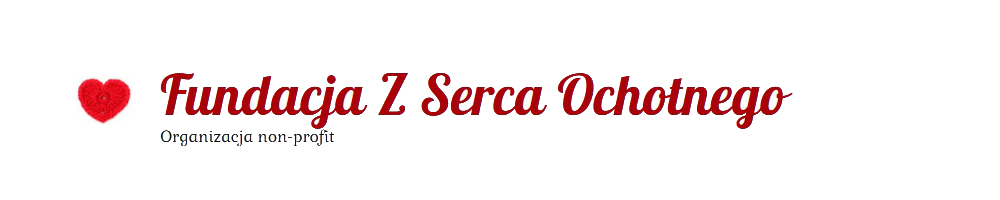 Fundacja Z Serca Ochotnego
Organizacja non-profit